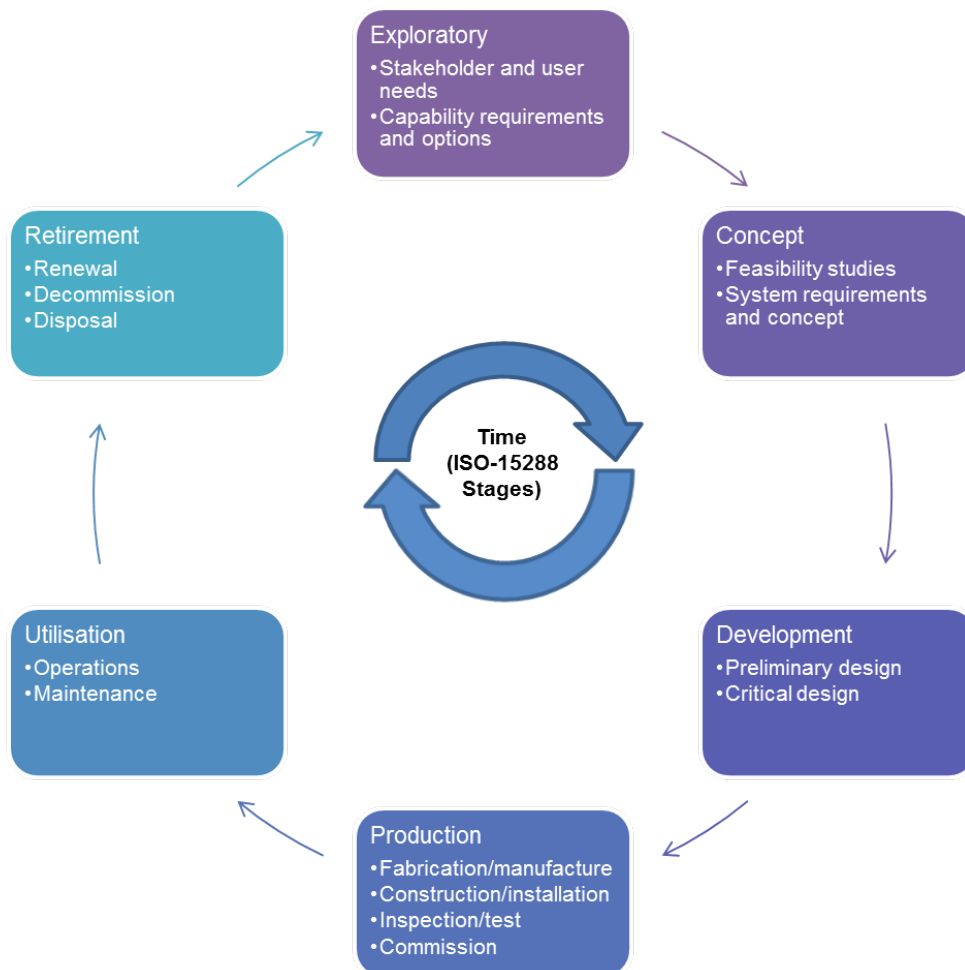 Exploratory
•Stakeholder and user
needs
•Capability requirements
and options
Concept
•Feasibility studies
•System requirements
and concept
Development
•Preliminary design
•Critical design
Production
•Fabrication/manufacture
•Construction/installation
•Inspection/test
•Commission
Utilisation
•Operations
•Maintenance
Retirement
•Renewal
•Decommission
•Disposal
Time
(ISO-15288
Stages)